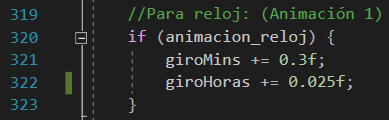 319 //Para reloj: (Animación 1)
320 if (animacion_reloj) {
321 giroMins += 0.3f;
322 giroHoras += 0.025f;
323 }